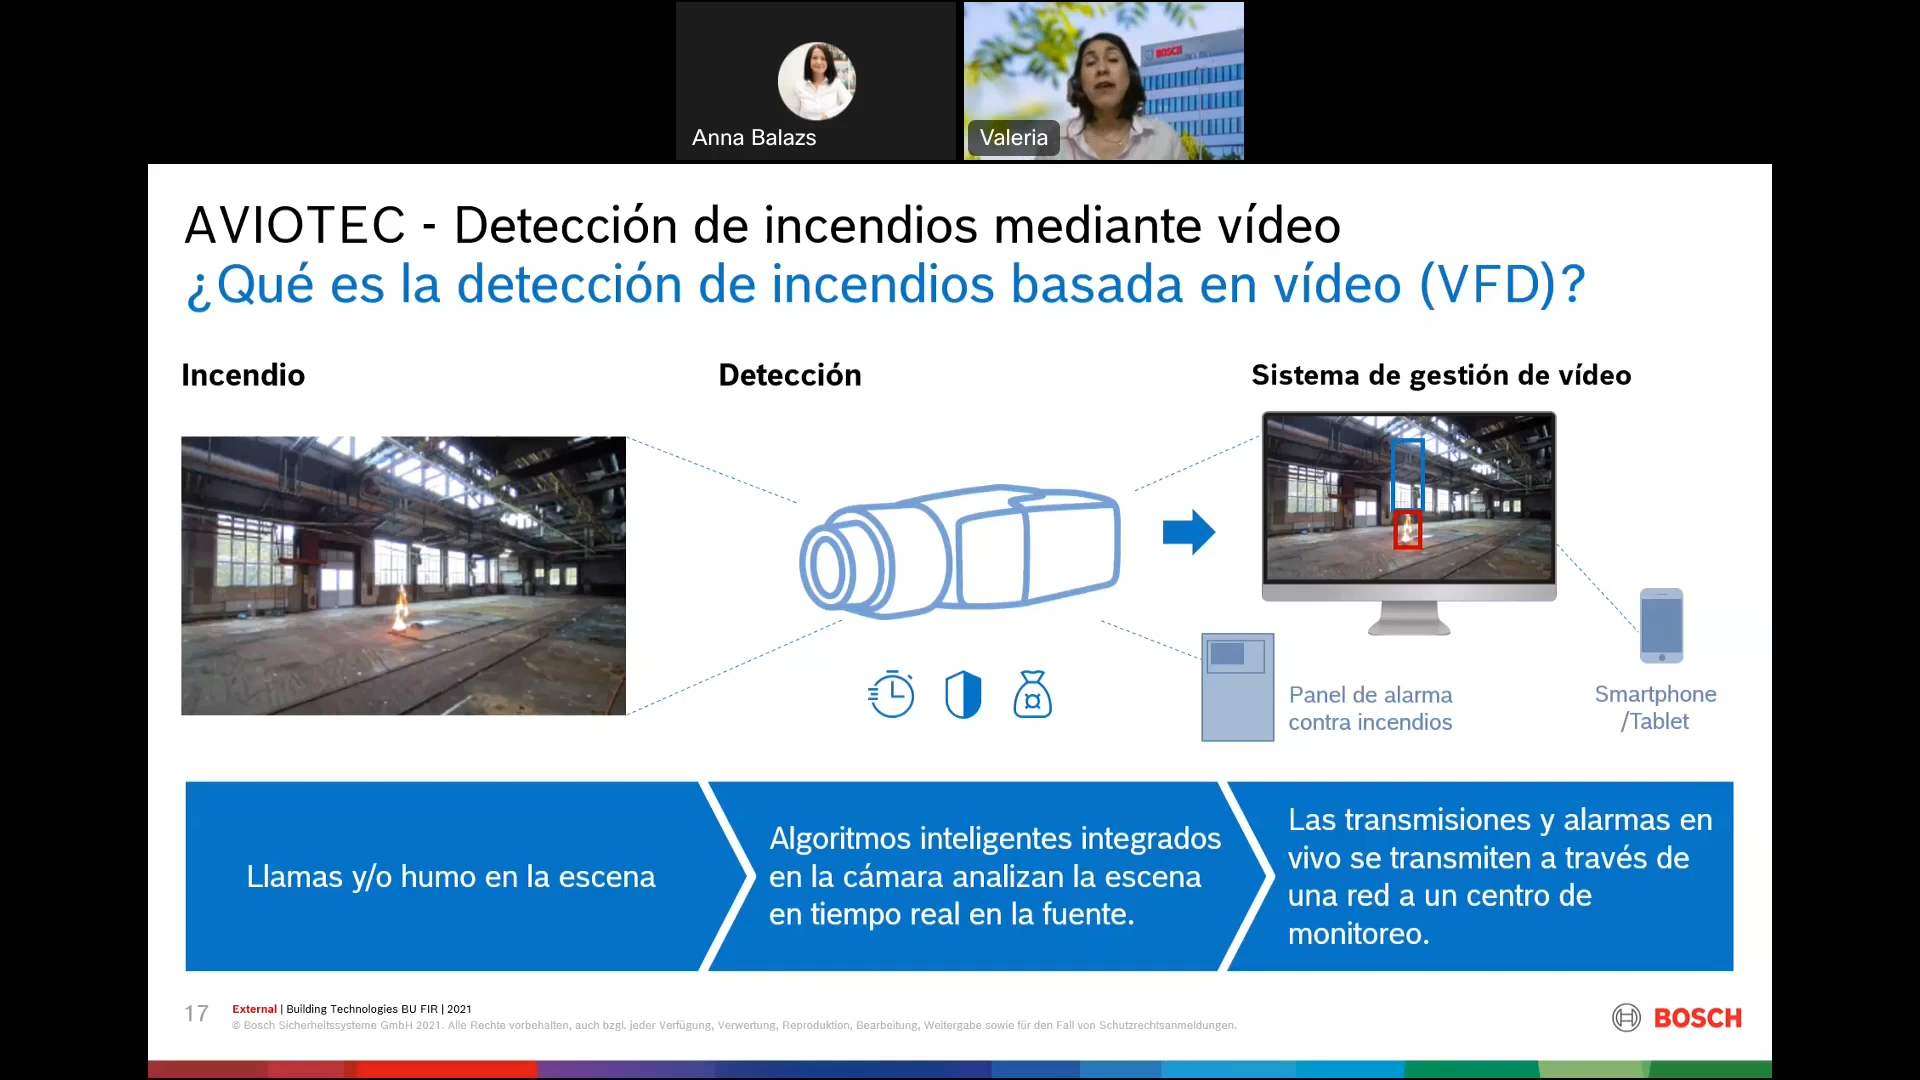 Anna Balazs
BOSCH
Valeria
AVIOTEC - Detección de incendios mediante vídeo
¿Qué es la detección de incendios basada en vídeo (VFD)?
Incendio
Detección
Sistema de gestión de vídeo
Panel de alarma
contra incendios
Smartphone
/Tablet
Llamas y/o humo en la escena
Algoritmos inteligentes integrados
en la cámara analizan la escena
en tiempo real en la fuente.
Las transmisiones y alarmas en
vivo se transmiten a través de
una red a un centro de
monitoreo.
17
External | Building Technologies BU FIR | 2021
© Bosch Sicherheitssysteme GmbH 2021. Alle Rechte vorbehalten, auch bzgl. jeder Verfügung, Verwertung, Reproduktion, Bearbeitung, Weitergabe sowie für den Fall von Schutzrechtsanmeldungen.
BOSCH